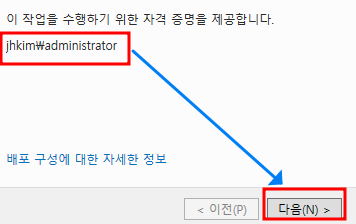 이 작업을 수행하기 위한 자격 증명을 제공합니다.
jhkim₩administrator
배포 구성에 대한 자세한 정보
< 이전(P)
다음(N) >